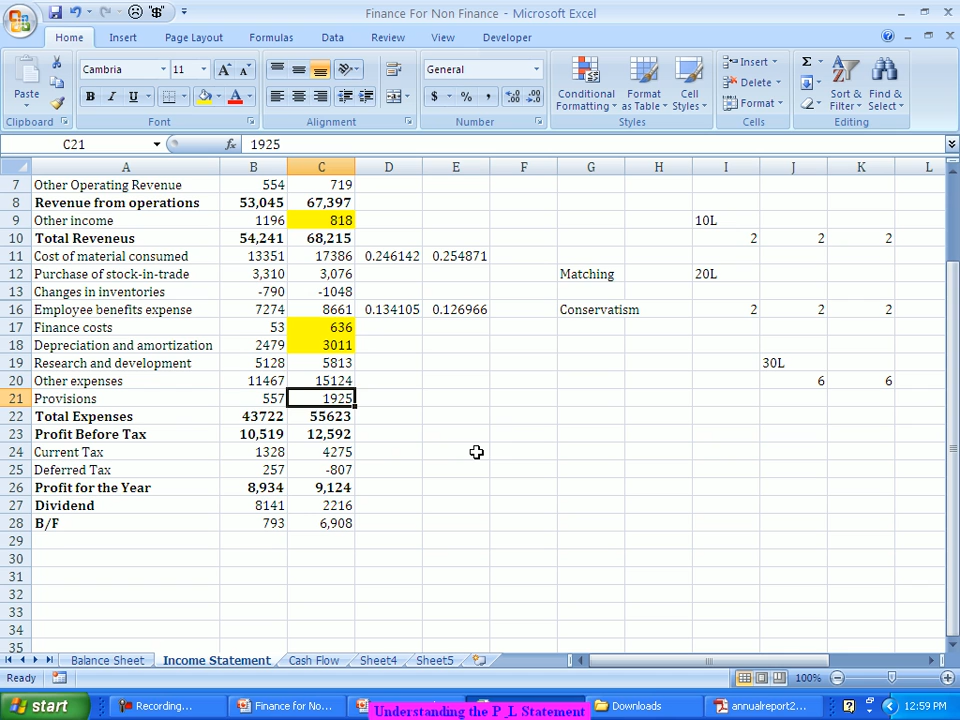 Finance For Non Finance - Microsoft Excel
Home Insert Page Layout Formulas Data Review View Developer
Paste
Cambria 11 General
B I U
$ % ,
Conditional Formatting
Format as Table
Cell Styles
Insert
Delete
Format
Sort & Filter
Find & Select
Clipboard Font Alignment Number Styles Cells Editing
C21 fx 1925
A B C D E F G H I J K L
7 Other Operating Revenue 554 719
8 Revenue from operations 53,045 67,397
9 Other income 1196 818 10L
10 Total Reveneus 54,241 68,215 2 2 2
11 Cost of material consumed 13351 17386 0.246142 0.254871
12 Purchase of stock-in-trade 3,310 3,076 Matching 20L
13 Changes in inventories -790 -1048
16 Employee benefits expense 7274 8661 0.134105 0.126966 Conservatism 2 2 2
17 Finance costs 53 636
18 Depreciation and amortization 2479 3011
19 Research and development 5128 5813 30L
20 Other expenses 11467 15124 6 6
21 Provisions 557 1925
22 Total Expenses 43722 55623
23 Profit Before Tax 10,519 12,592
24 Current Tax 1328 4275
25 Deferred Tax 257 -807
26 Profit for the Year 8,934 9,124
27 Dividend 8141 2216
28 B/F 793 6,908
29
30
31
32
33
34
35
Balance Sheet Income Statement Cash Flow Sheet4 Sheet5
Ready 100%
start Recording... Finance for No... Downloads annualreport2... 12:59 PM
Understanding the P_L Statement